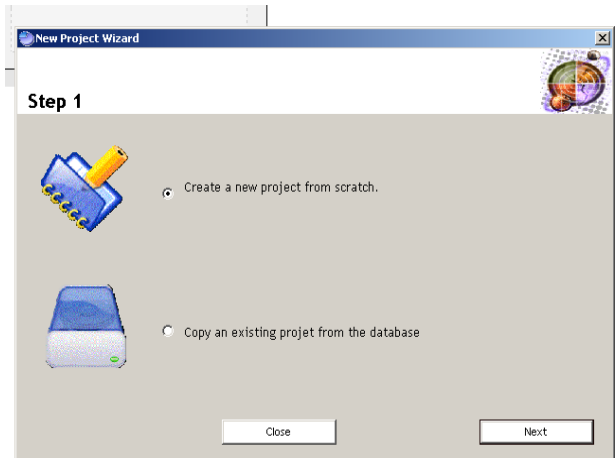 New Project Wizard
Step 1
Create a new project from scratch.
Copy an existing projet from the database
Close
Next